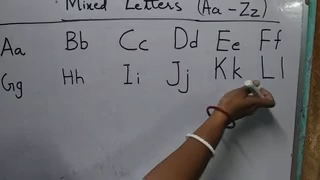 Mixed Letters (Aa - Zz)
Aa Bb Cc Dd Ee Ff
Gg Hh Ii Jj Kk Ll